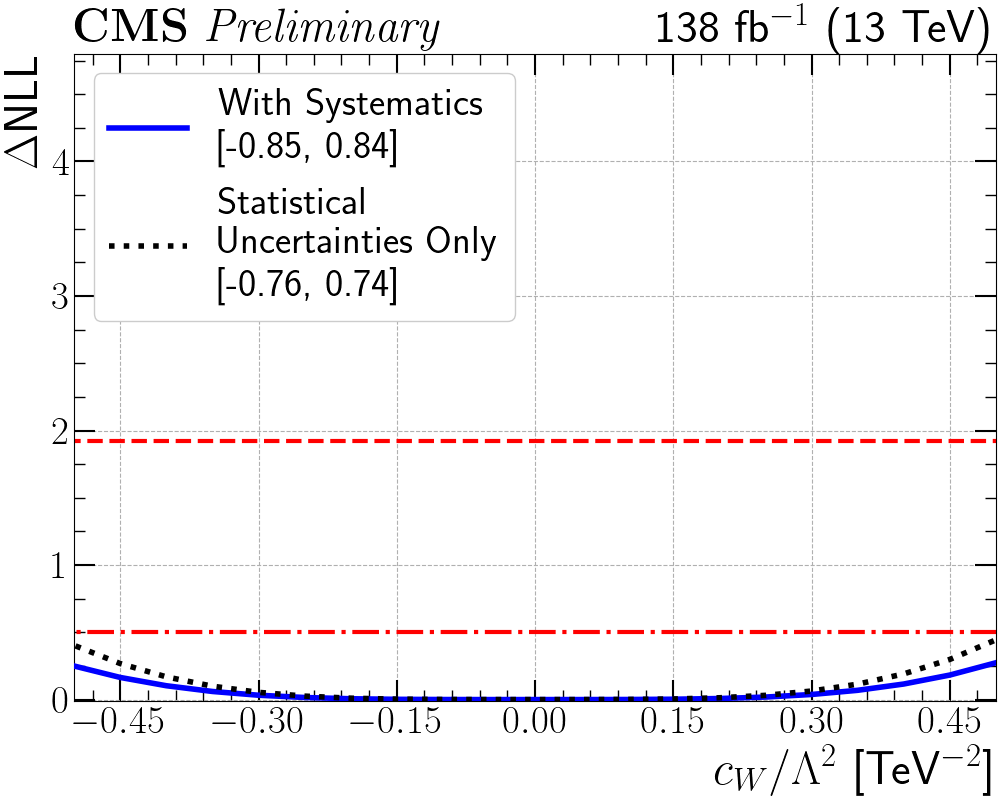 CMS Preliminary 138 fb⁻¹ (13 TeV)
ΔNLL
With Systematics
[-0.85, 0.84]
Statistical
Uncertainties Only
[-0.76, 0.74]
4
3
2
1
0
−0.45 −0.30 −0.15 0.00 0.15 0.30 0.45
c_W/Λ² [TeV⁻²]